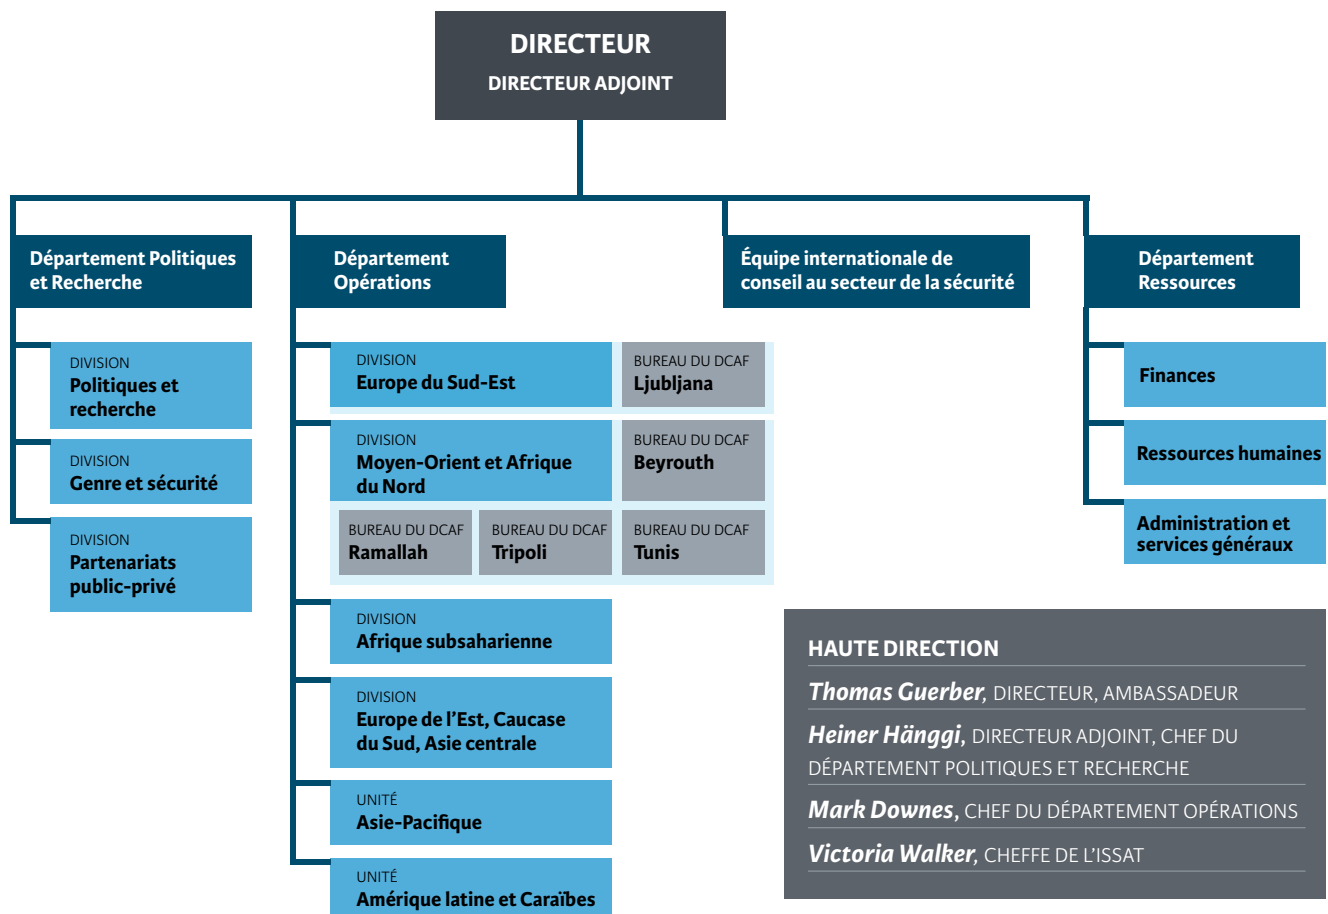 DIRECTEUR
DIRECTEUR ADJOINT
Département Politiques
et Recherche
DIVISION
Politiques et
recherche
DIVISION
Genre et sécurité
DIVISION
Partenariats
public-privé
Département
Opérations
DIVISION
Europe du Sud-Est
BUREAU DU DCAF
Ljubljana
DIVISION
Moyen-Orient et Afrique
du Nord
BUREAU DU DCAF
Beyrouth
BUREAU DU DCAF
Ramallah
BUREAU DU DCAF
Tripoli
BUREAU DU DCAF
Tunis
DIVISION
Afrique subsaharienne
DIVISION
Europe de l’Est, Caucase
du Sud, Asie centrale
UNITÉ
Asie-Pacifique
UNITÉ
Amérique latine et Caraïbes
Équipe internationale de
conseil au secteur de la sécurité
Département
Ressources
Finances
Ressources humaines
Administration et
services généraux
HAUTE DIRECTION
Thomas Guerber, DIRECTEUR, AMBASSADEUR
Heiner Hänggi, DIRECTEUR ADJOINT, CHEF DU
DÉPARTEMENT POLITIQUES ET RECHERCHE
Mark Downes, CHEF DU DÉPARTEMENT OPÉRATIONS
Victoria Walker, CHEFFE DE L’ISSAT